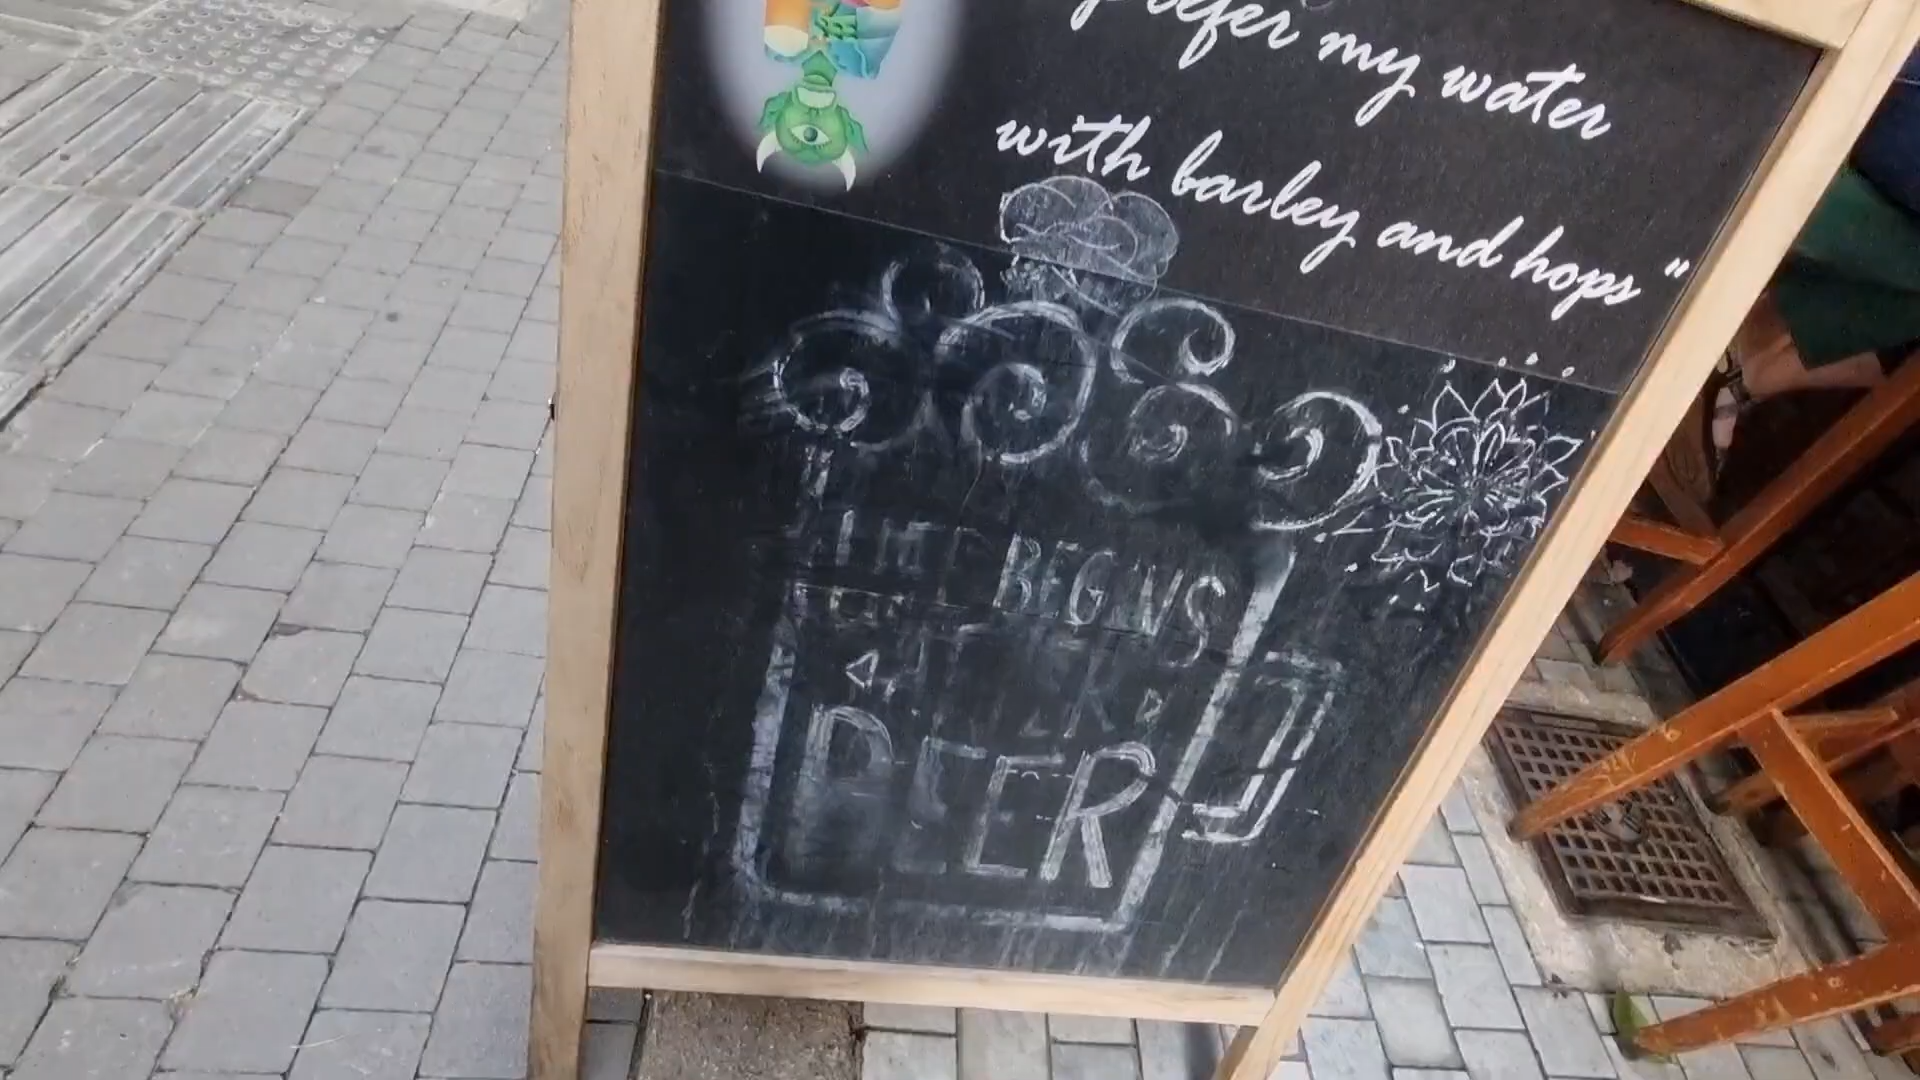 prefer my water
with barley and hops"
LIFE BEGINS
AFTER
BEER